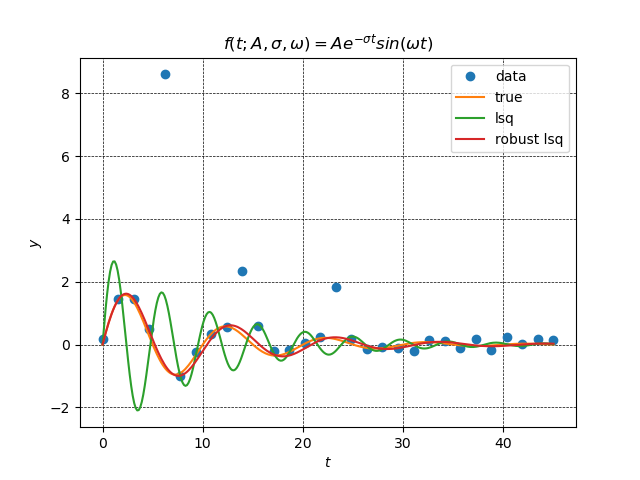 f(t; A, σ, ω) = Ae^{-σt}sin(ωt)
data
true
lsq
robust lsq
8
6
4
2
0
−2
y
0 10 20 30 40
t